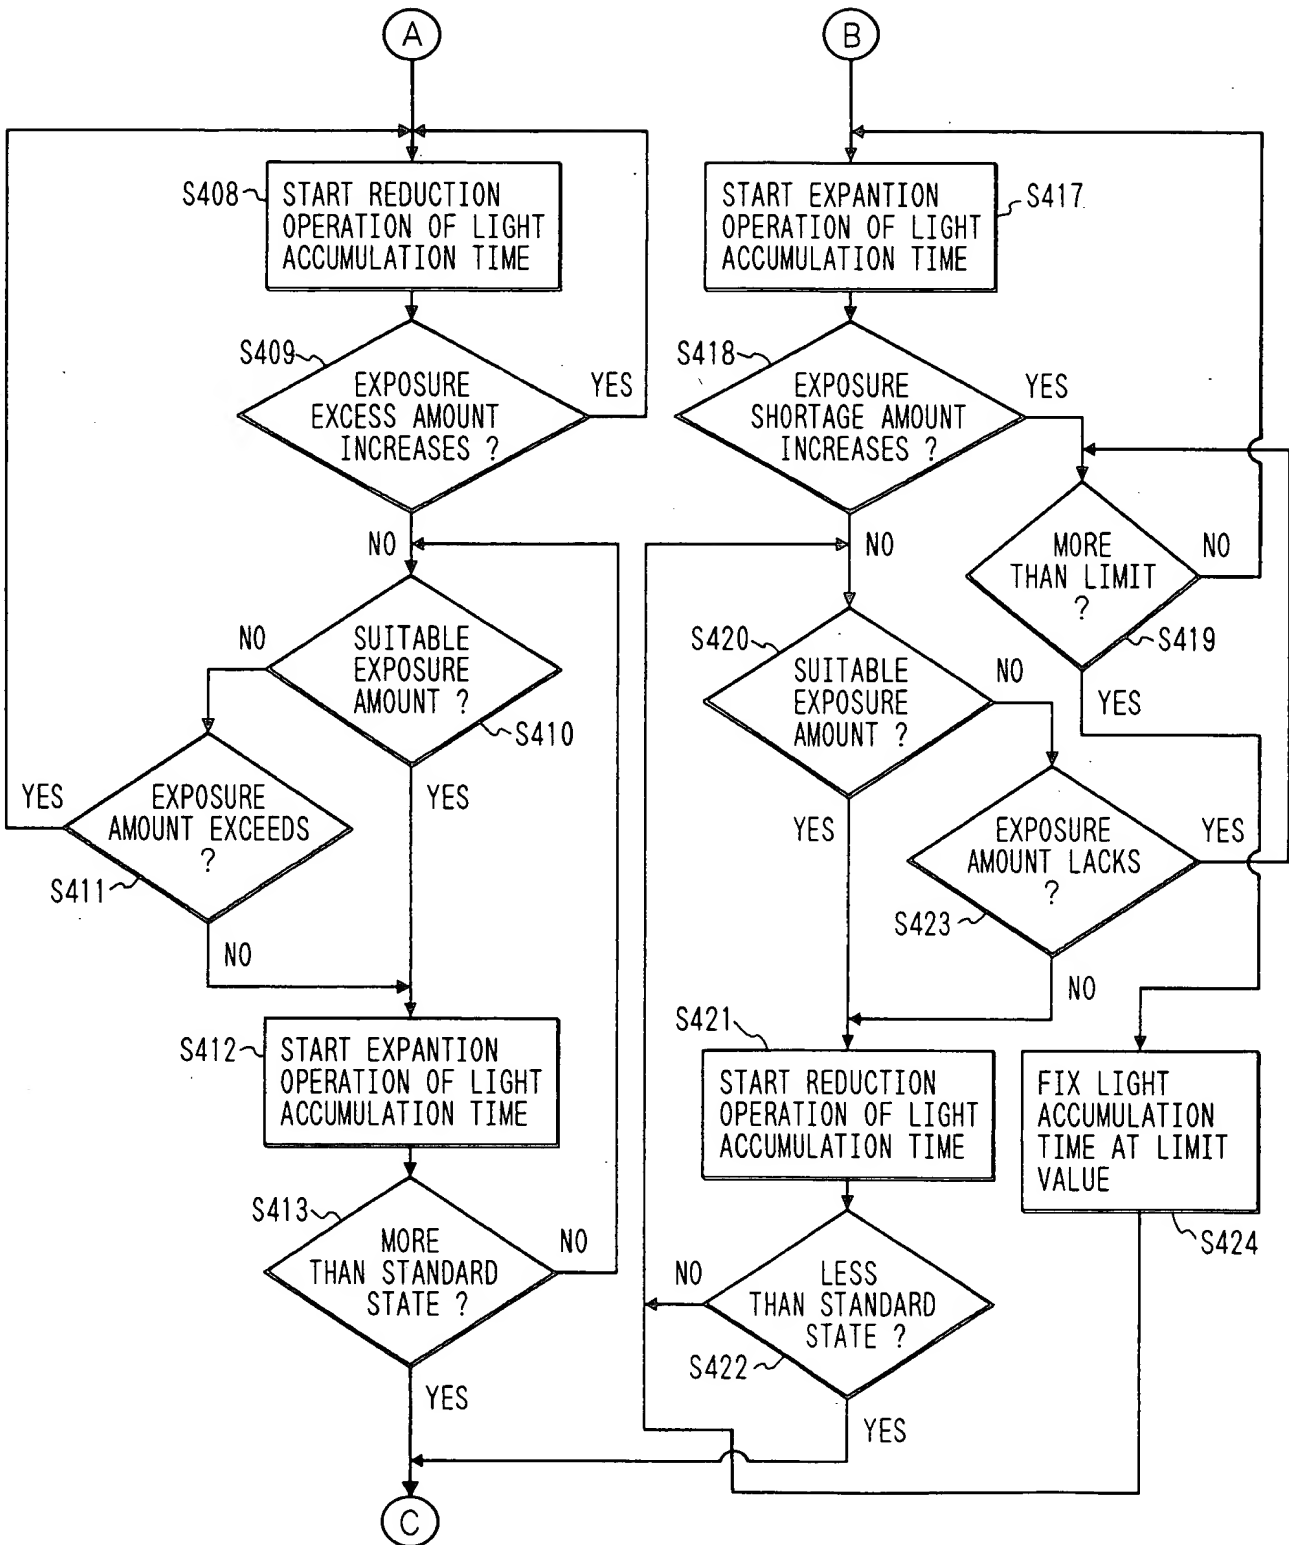 A
B
S408
START REDUCTION
OPERATION OF LIGHT
ACCUMULATION TIME
START EXPANTION
OPERATION OF LIGHT
ACCUMULATION TIME
S417
S409
EXPOSURE
EXCESS AMOUNT
INCREASES ?
YES
NO
S418
EXPOSURE
SHORTAGE AMOUNT
INCREASES ?
YES
NO
MORE
THAN LIMIT
?
NO
S419
YES
SUITABLE
EXPOSURE
AMOUNT ?
NO
S410
YES
S420
SUITABLE
EXPOSURE
AMOUNT ?
NO
YES
YES
EXPOSURE
AMOUNT EXCEEDS
?
S411
NO
EXPOSURE
AMOUNT LACKS
?
YES
S423
NO
S412
START EXPANTION
OPERATION OF LIGHT
ACCUMULATION TIME
S421
START REDUCTION
OPERATION OF LIGHT
ACCUMULATION TIME
FIX LIGHT
ACCUMULATION
TIME AT LIMIT
VALUE
S424
S413
MORE
THAN STANDARD
STATE ?
NO
YES
NO
LESS
THAN STANDARD
STATE ?
S422
YES
C